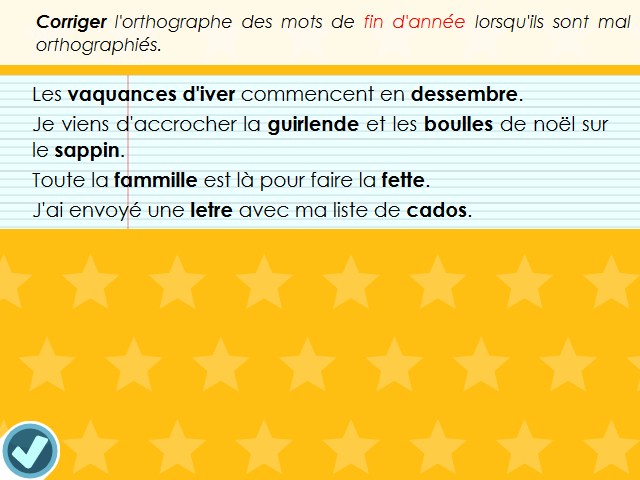 Corriger l'orthographe des mots de fin d'année lorsqu'ils sont mal
orthographiés.
Les vaquances d'iver commencent en dessembre.
Je viens d'accrocher la guirlende et les boulles de noël sur
le sappin.
Toute la fammille est là pour faire la fette.
J'ai envoyé une letre avec ma liste de cados.